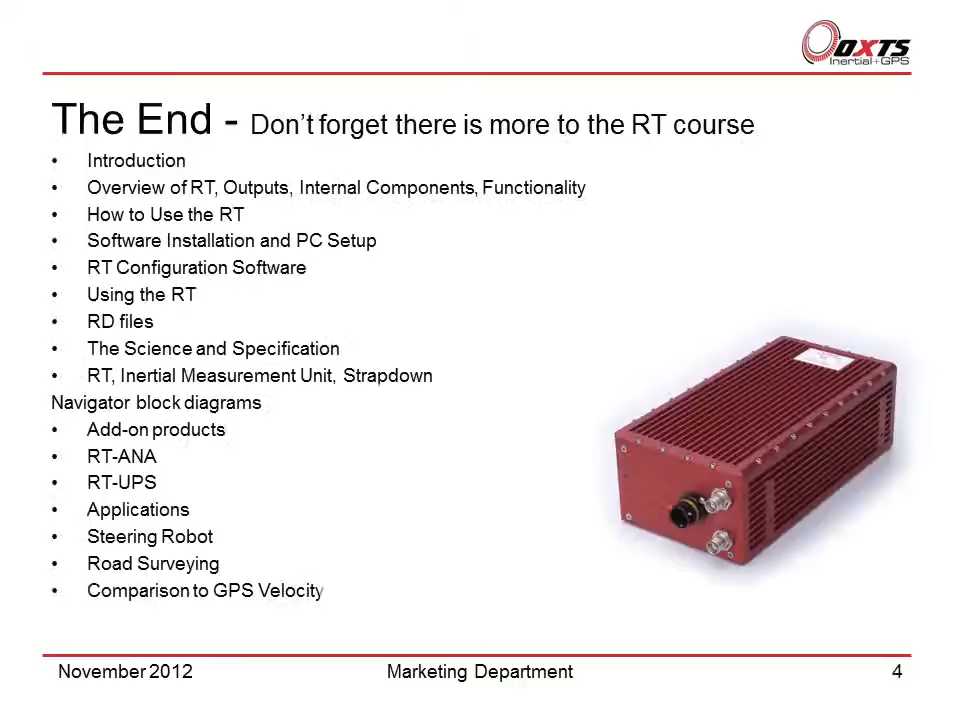 OXTS
Inertial+GPS
The End - Don't forget there is more to the RT course
• Introduction
• Overview of RT, Outputs, Internal Components, Functionality
• How to Use the RT
• Software Installation and PC Setup
• RT Configuration Software
• Using the RT
• RD files
• The Science and Specification
• RT, Inertial Measurement Unit, Strapdown
Navigator block diagrams
• Add-on products
• RT-ANA
• RT-UPS
• Applications
• Steering Robot
• Road Surveying
• Comparison to GPS Velocity
November 2012
Marketing Department
4